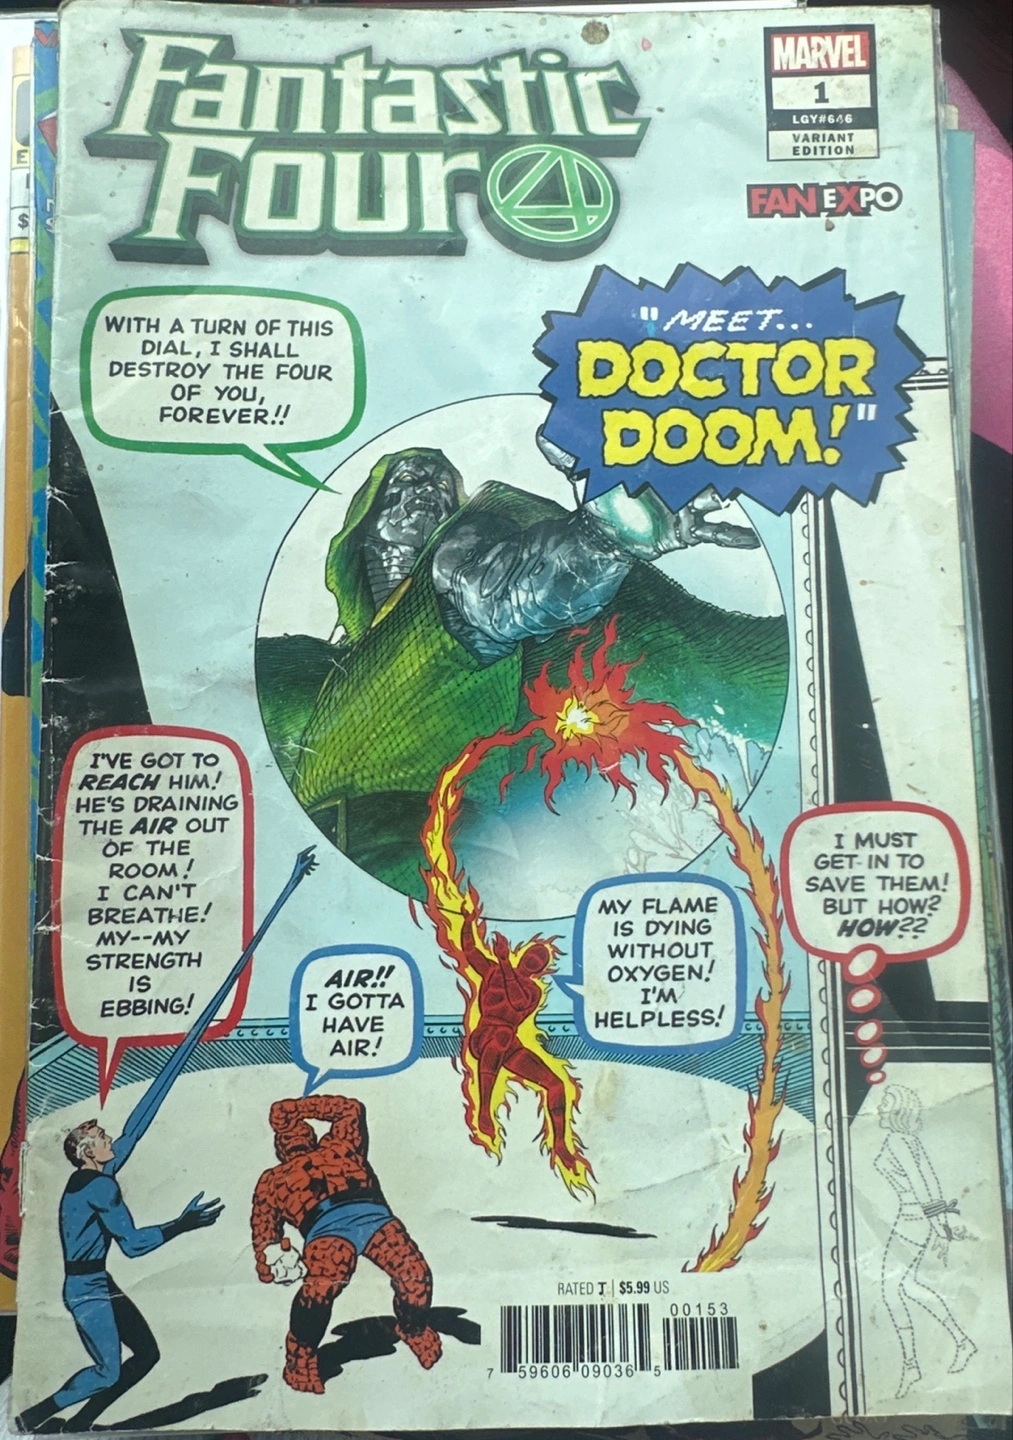 Fantastic
Four
4
MARVEL
1
LGY#646
VARIANT
EDITION
FAN EXPO
WITH A TURN OF THIS
DIAL, I SHALL
DESTROY THE FOUR
OF YOU,
FOREVER!!
"MEET...
DOCTOR
DOOM!"
I'VE GOT TO
REACH HIM!
HE'S DRAINING
THE AIR OUT
OF THE
ROOM!
I CAN'T
BREATHE!
MY--MY
STRENGTH
IS
EBBING!
AIR!!
I GOTTA
HAVE
AIR!
MY FLAME
IS DYING
WITHOUT
OXYGEN!
I'M
HELPLESS!
I MUST
GET IN TO
SAVE THEM!
BUT HOW?
HOW??
RATED T | $5.99 US
00153
7 59606 09036 5